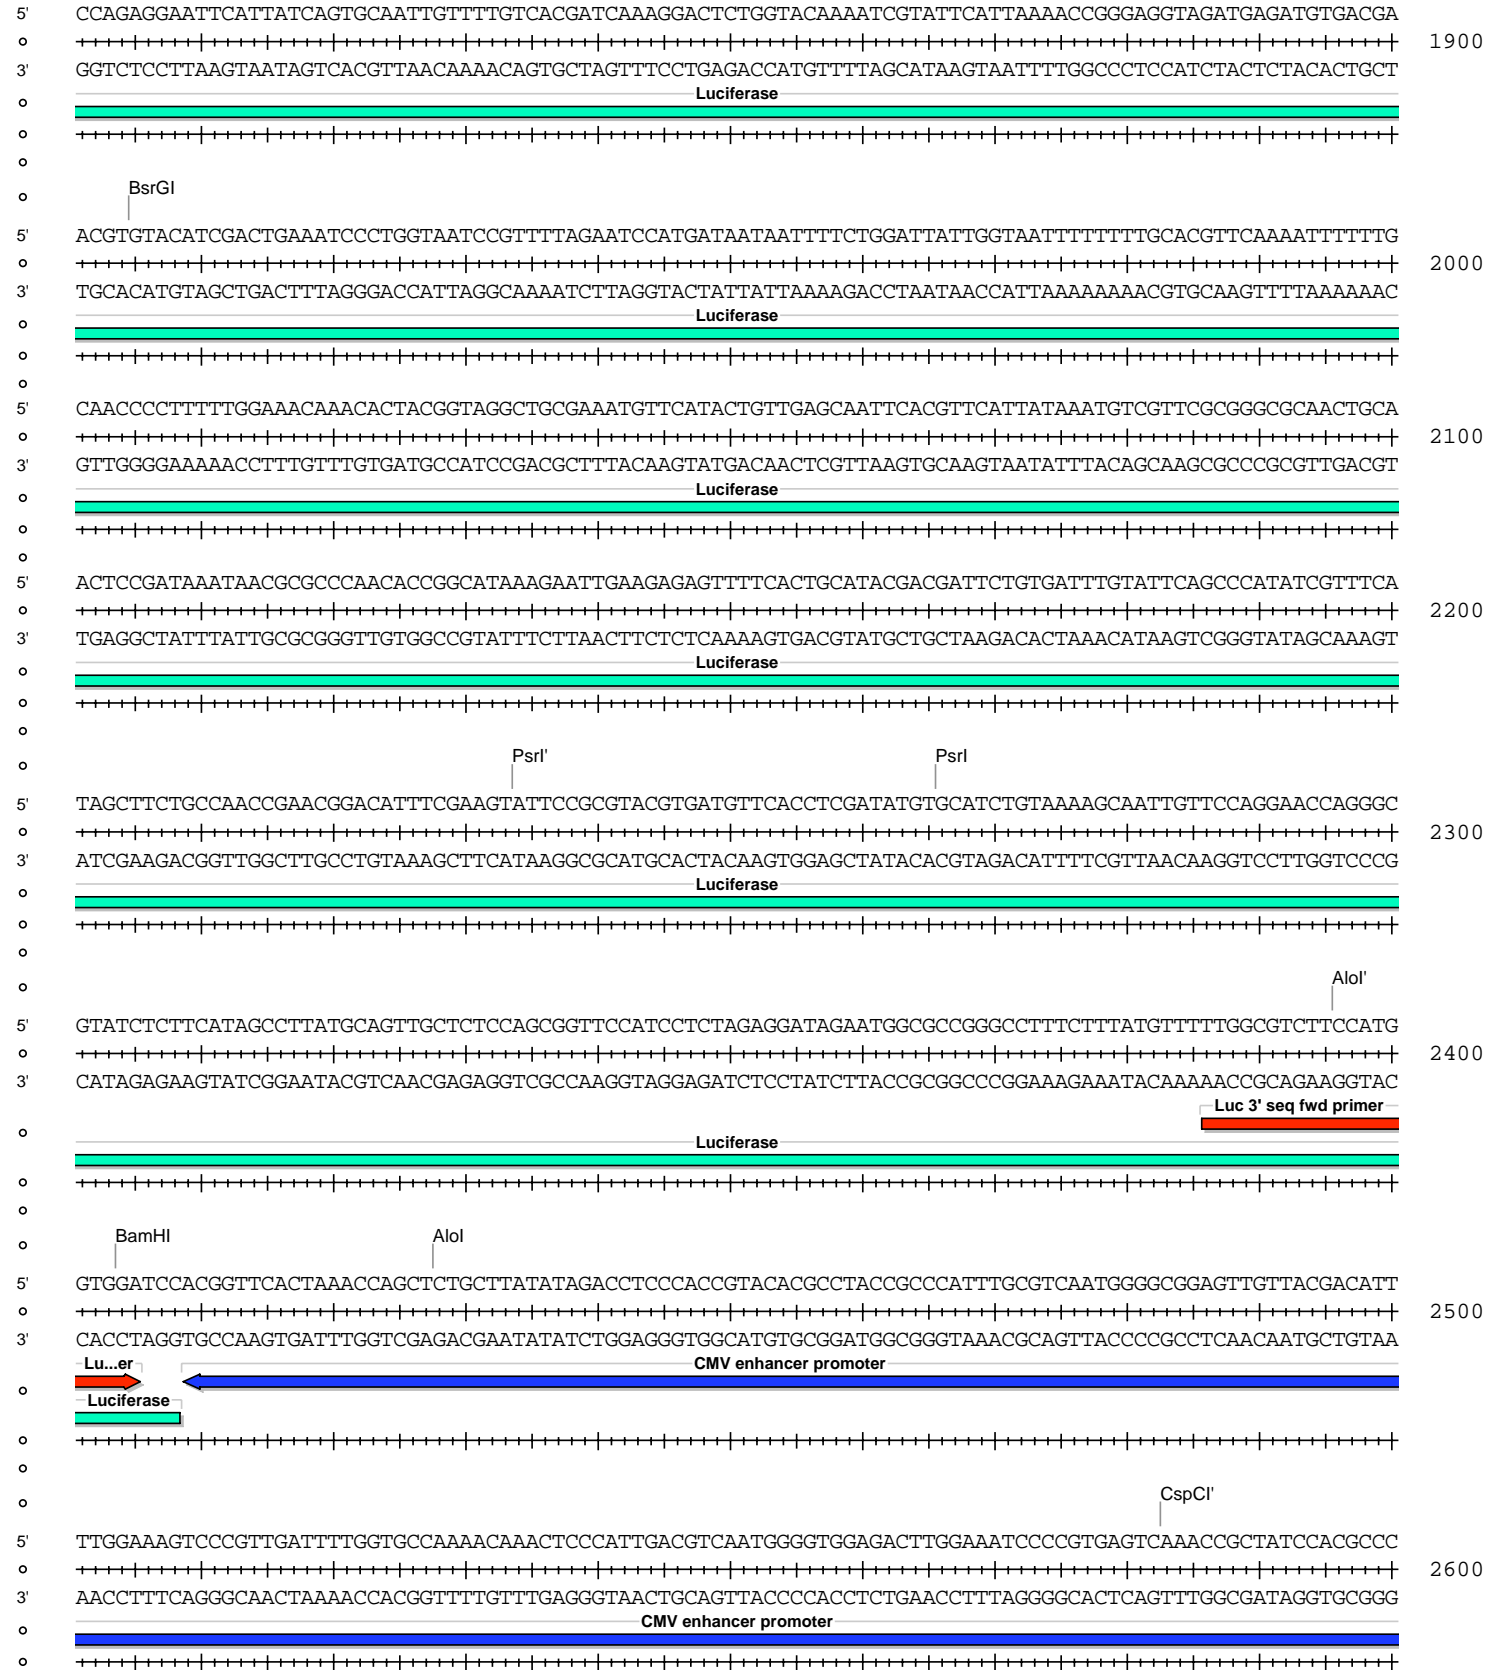 5' CCAGAGGAATTCATTATCAGTGCAATTGTTTTGTCACGATCAAAGGACTCTGGTACAAAATCGTATTCATTAAAACCGGGAGGTAGATGAGATGTGACGA
1900
3' GGTCTCCTTAAGTAATAGTCACGTTAACAAAACAGTGCTAGTTTCCTGAGACCATGTTTTAGCATAAGTAATTTTGGCCCTCCATCTACTCTACACTGCT
Luciferase
BsrGI
5' ACGTGTACATCGACTGAAATCCCTGGTAATCCGTTTTAGAATCCATGATAATAATTTTCTGGATTATTGGTAATTTTTTTTGCACGTTCAAAATTTTTTG
2000
3' TGCACATGTAGCTGACTTTAGGGACCATTAGGCAAAATCTTAGGTACTATTATTAAAAGACCTAATAACCATTAAAAAAAACGTGCAAGTTTTAAAAAAC
Luciferase
5' CAACCCCTTTTTGGAAACAAACACTACGGTAGGCTGCGAAATGTTCATACTGTTGAGCAATTCACGTTCATTATAAATGTCGTTCGCGGGCGCAACTGCA
2100
3' GTTGGGGAAAAACCTTTGTTTGTGATGCCATCCGACGCTTTACAAGTATGACAACTCGTTAAGTGCAAGTAATATTTACAGCAAGCGCCCGCGTTGACGT
Luciferase
5' ACTCCGATAAATAACGCGCCCAACACCGGCATAAAGAATTGAAGAGAGTTTTCACTGCATACGACGATTCTGTGATTTGTATTCAGCCCATATCGTTTCA
2200
3' TGAGGCTATTTATTGCGCGGGTTGTGGCCGTATTTCTTAACTTCTCTCAAAAGTGACGTATGCTGCTAAGACACTAAACATAAGTCGGGTATAGCAAAGT
Luciferase
PsrI' PsrI
5' TAGCTTCTGCCAACCGAACGGACATTTCGAAGTATTCCGCGTACGTGATGTTCACCTCGATATGTGCATCTGTAAAAGCAATTGTTCCAGGAACCAGGGC
2300
3' ATCGAAGACGGTTGGCTTGCCTGTAAAGCTTCATAAGGCGCATGCACTACAAGTGGAGCTATACACGTAGACATTTTCGTTAACAAGGTCCTTGGTCCCG
Luciferase
AloI'
5' GTATCTCTTCATAGCCTTATGCAGTTGCTCTCCAGCGGTTCCATCCTCTAGAGGATAGAATGGCGCCGGGCCTTTCTTTATGTTTTTGGCGTCTTCCATG
2400
3' CATAGAGAAGTATCGGAATACGTCAACGAGAGGTCGCCAAGGTAGGAGATCTCCTATCTTACCGCGGCCCGGAAAGAAATACAAAAACCGCAGAAGGTAC
Luc 3' seq fwd primer
Luciferase
BamHI AloI
5' GTGGATCCACGGTTCACTAAACCAGCTCTGCTTATATAGACCTCCCACCGTACACGCCTACCGCCCATTTGCGTCAATGGGGCGGAGTTGTTACGACATT
2500
3' CACCTAGGTGCCAAGTGATTTGGTCGAGACGAATATATCTGGAGGGTGGCATGTGCGGATGGCGGGTAAACGCAGTTACCCCGCCTCAACAATGCTGTAA
Lu...er CMV enhancer promoter
Luciferase
CspCI'
5' TTGGAAAGTCCCGTTGATTTTGGTGCCAAAACAAACTCCCATTGACGTCAATGGGGTGGAGACTTGGAAATCCCCGTGAGTCAAACCGCTATCCACGCCC
2600
3' AACCTTTCAGGGCAACTAAAACCACGGTTTTGTTTGAGGGTAACTGCAGTTACCCCACCTCTGAACCTTTAGGGGCACTCAGTTTGGCGATAGGTGCGGG
CMV enhancer promoter